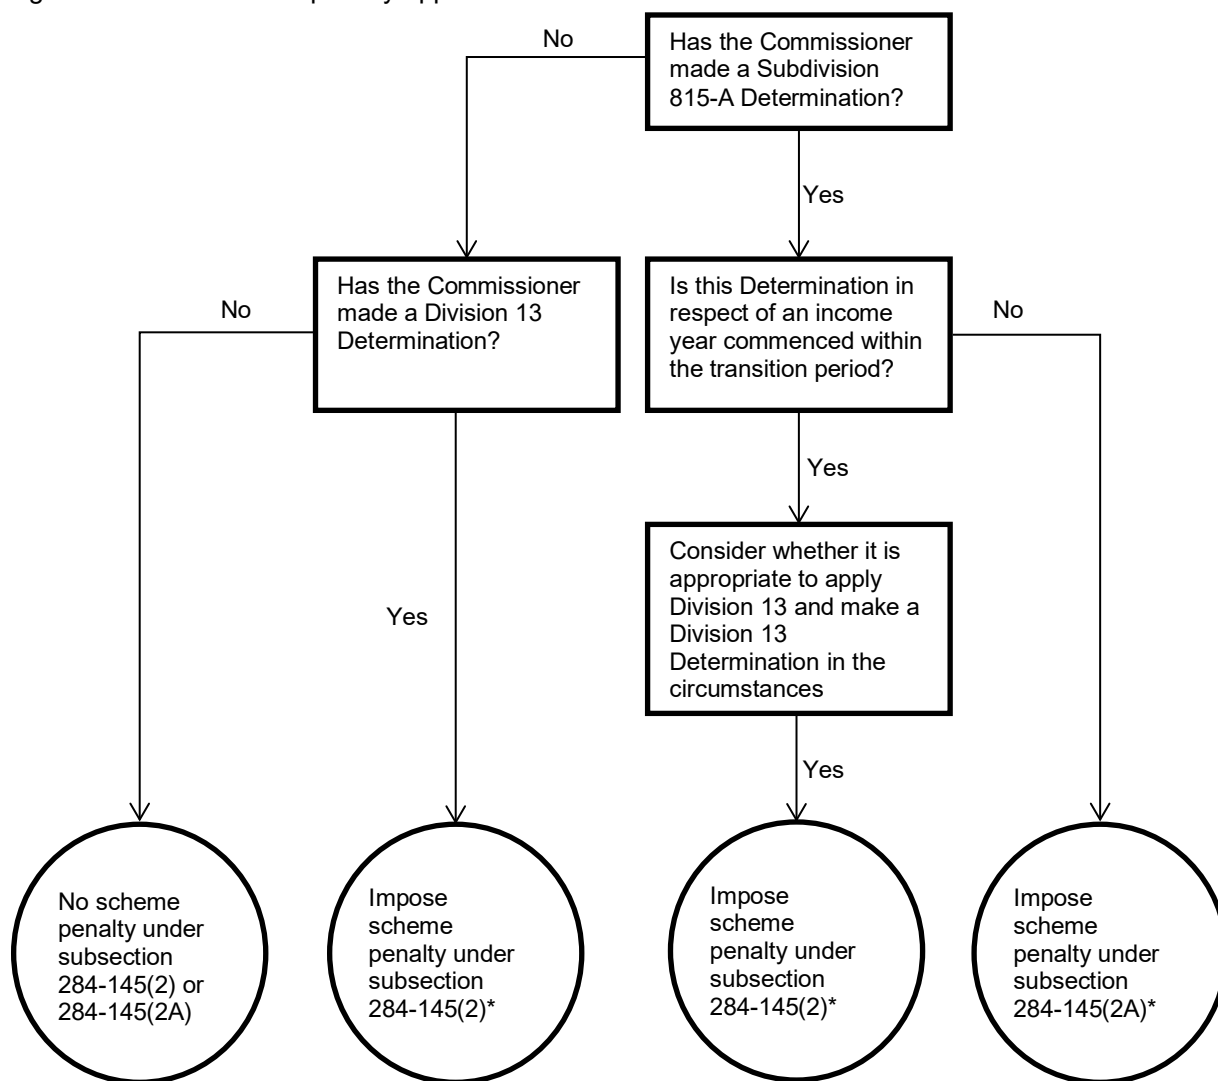 No
Has the Commissioner
made a Subdivision
815-A Determination?
Yes
No
Has the Commissioner
made a Division 13
Determination?
Is this Determination in
respect of an income
year commenced within
the transition period?
No
Yes
Yes
Consider whether it is
appropriate to apply
Division 13 and make a
Division 13
Determination in the
circumstances
Yes
No scheme
penalty under
subsection
284-145(2) or
284-145(2A)
Impose
scheme
penalty under
subsection
284-145(2)*
Impose
scheme
penalty under
subsection
284-145(2)*
Impose
scheme
penalty under
subsection
284-145(2A)*